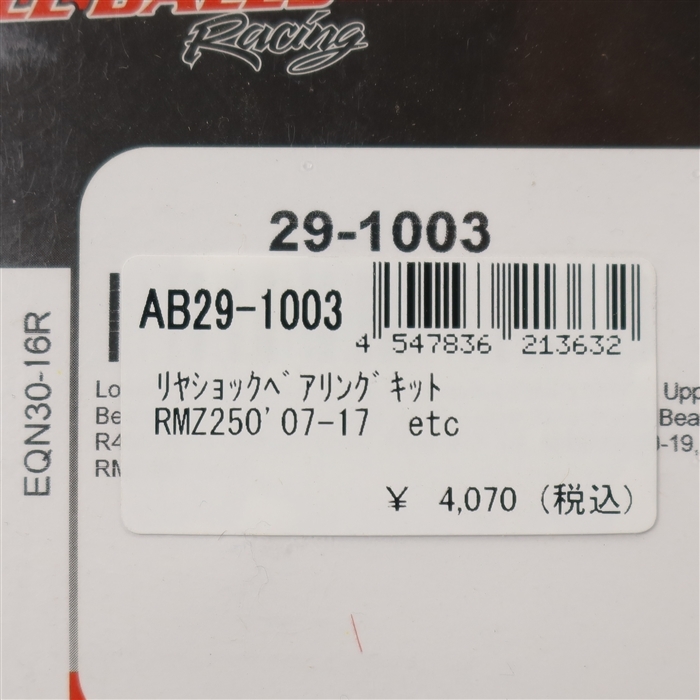 Racing
29-1003
AB29-1003
4 547836 213632
リヤショックベアリングキット
RMZ250'07-17 etc
¥ 4,070 (税込)
EQN30-16R
Lo
Be
R4
RM
Upp
Bea
-19,